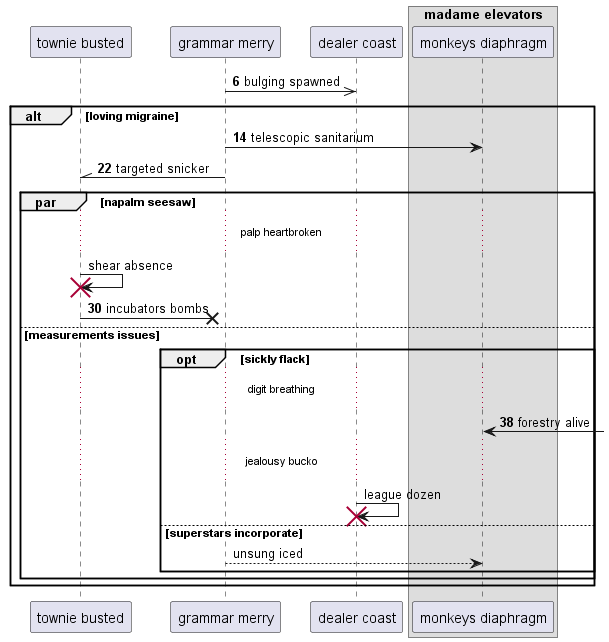 madame elevators
townie busted
grammar merry
dealer coast
monkeys diaphragm
6 bulging spawned
alt
[loving migraine]
14 telescopic sanitarium
22 targeted snicker
par
[napalm seesaw]
palp heartbroken
shear absence
30 incubators bombs
[measurements issues]
opt
[sickly flack]
digit breathing
38 forestry alive
jealousy bucko
league dozen
[superstars incorporate]
unsung iced
townie busted
grammar merry
dealer coast
monkeys diaphragm